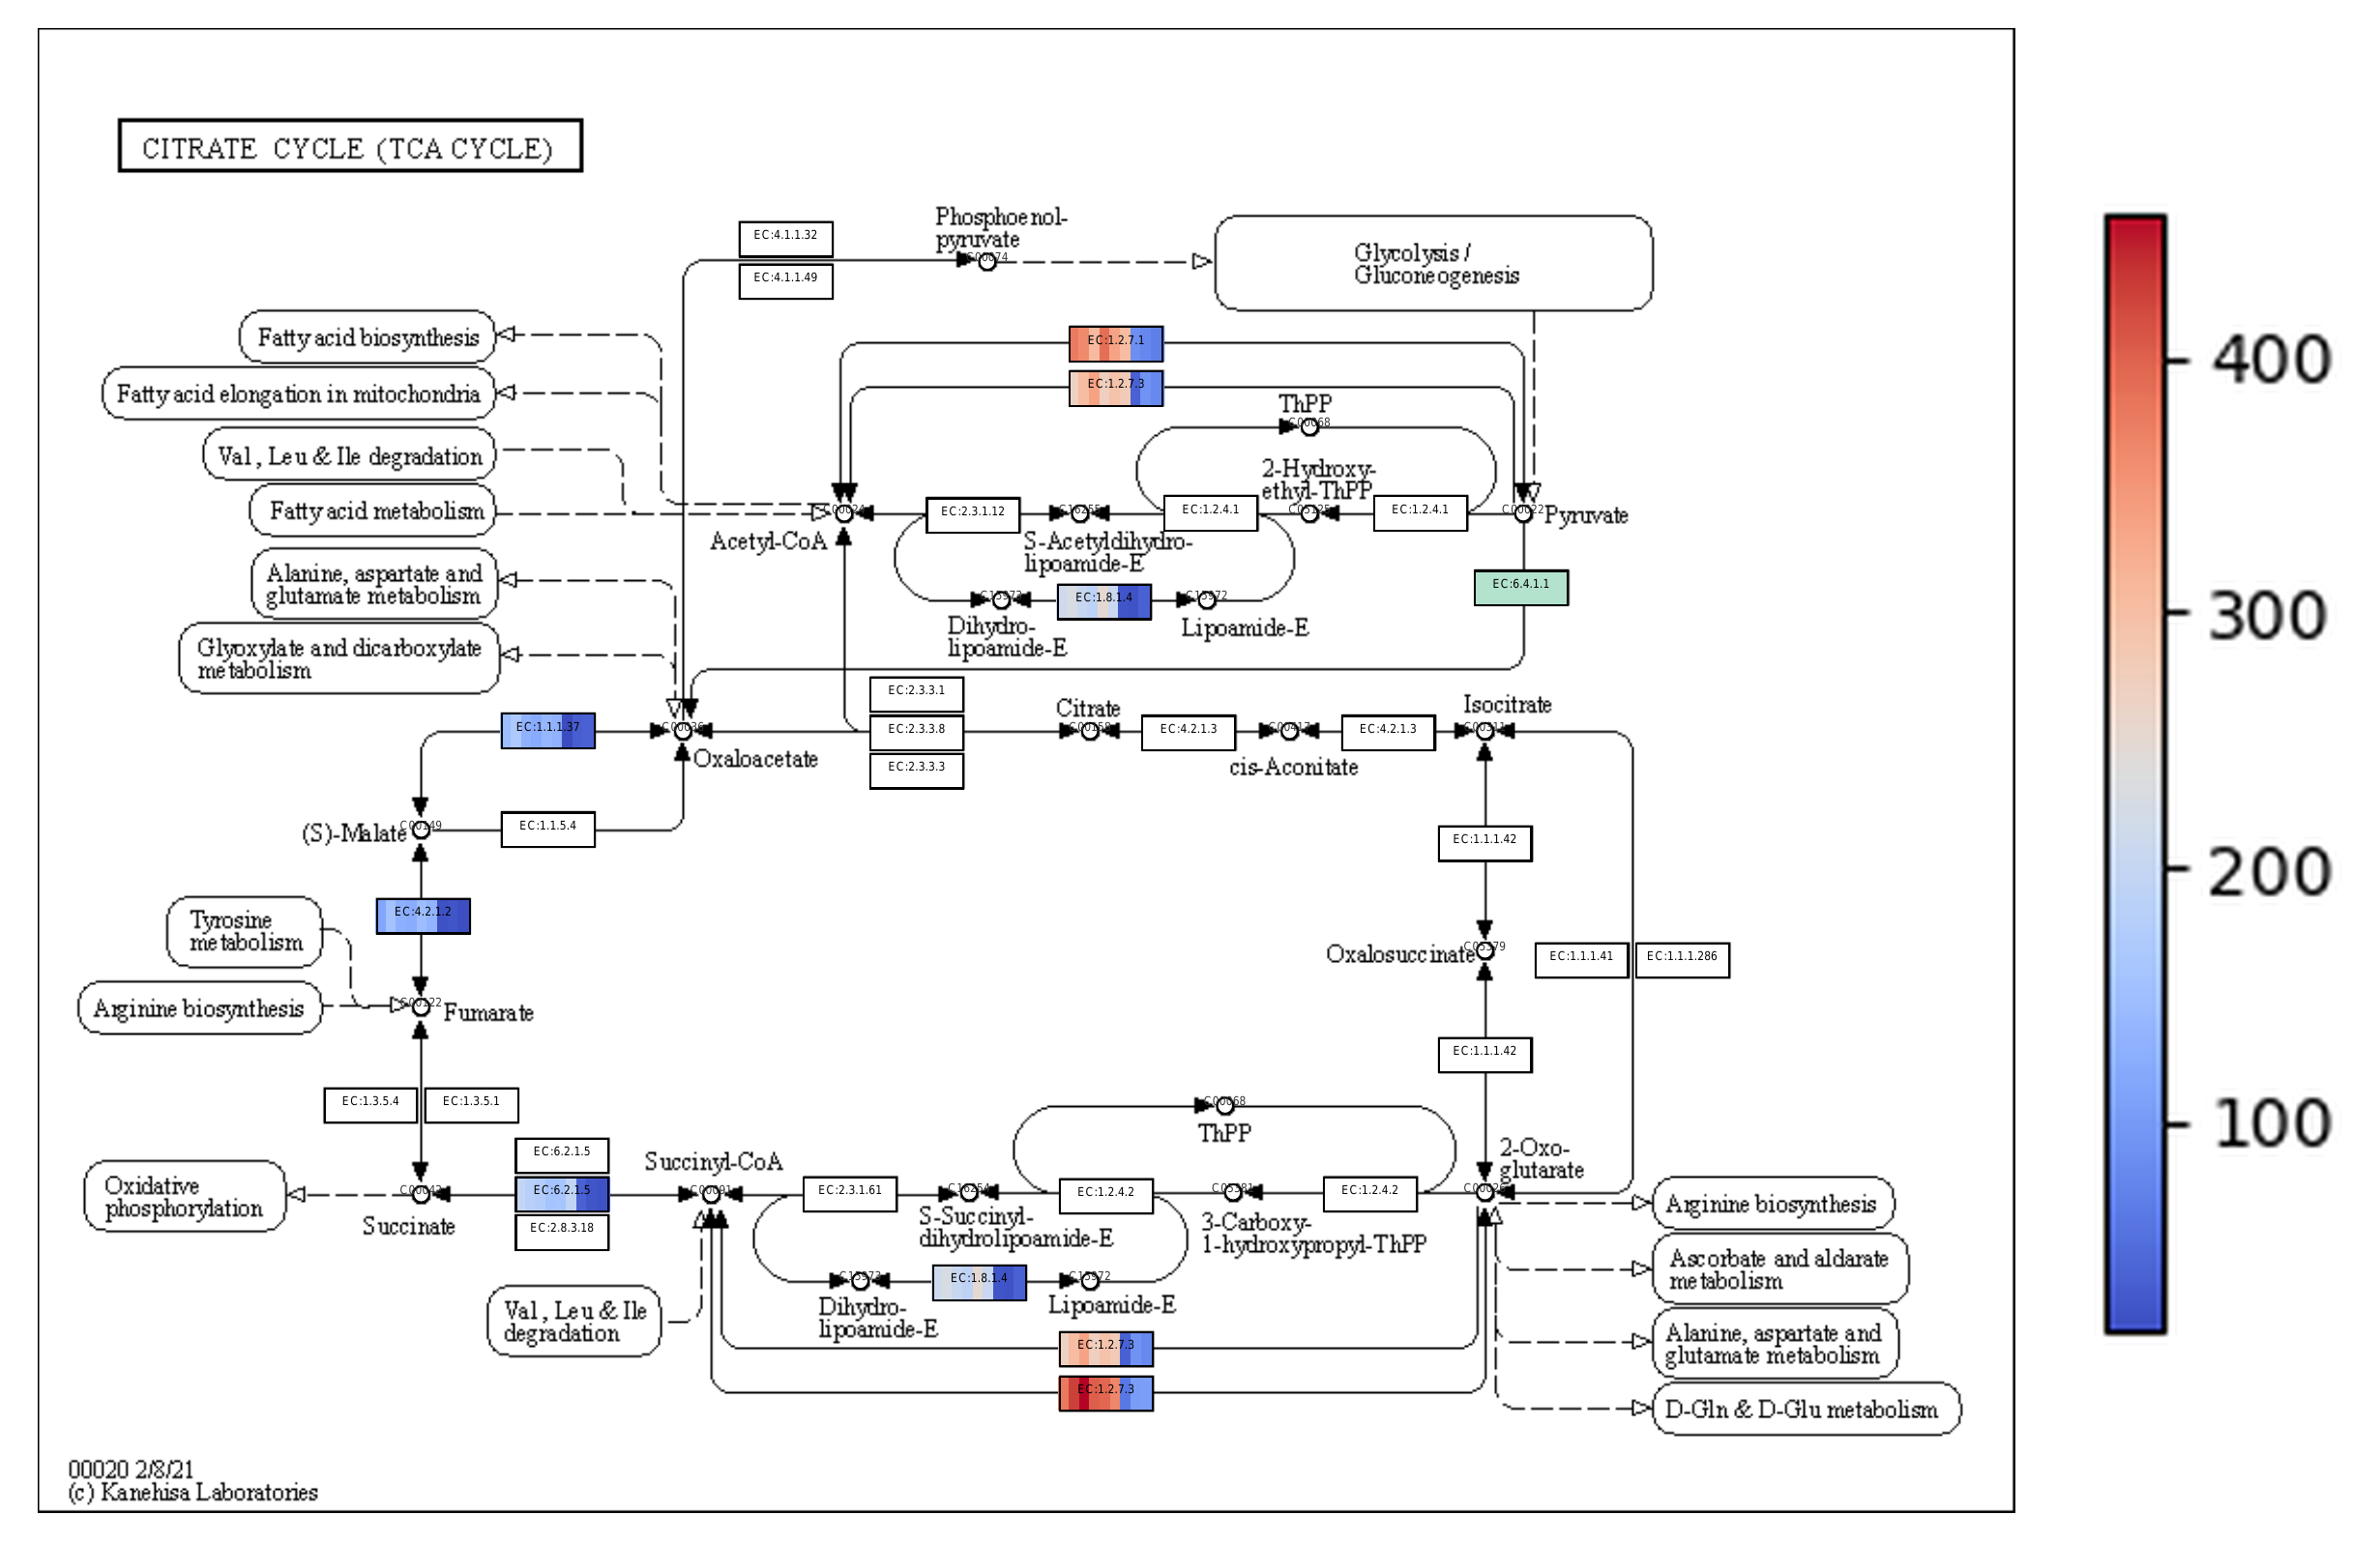 CITRATE CYCLE (TCA CYCLE)
Phosphoenol-
pyruvate
C00074
EC:4.1.1.32
EC:4.1.1.49
Glycolysis /
Gluconeogenesis
Fatty acid biosynthesis
Fatty acid elongation in mitochondria
Val, Leu & Ile degradation
Fatty acid metabolism
Alanine, aspartate and
glutamate metabolism
Glyoxylate and dicarboxylate
metabolism
EC:1.2.7.1
EC:1.2.7.3
ThPP
C00068
2-Hydroxy-
ethyl-ThPP
C00024
EC:2.3.1.12
C16255
EC:1.2.4.1
C05125
EC:1.2.4.1
C00022
Pyruvate
Acetyl-CoA
S-Acetyldihydro-
lipoamide-E
C15973
EC:1.8.1.4
C15972
EC:6.4.1.1
Dihydro-
lipoamide-E
Lipoamide-E
EC:2.3.3.1
EC:1.1.1.37
C00036
EC:2.3.3.8
EC:2.3.3.3
Oxaloacetate
Citrate
C00158
EC:4.2.1.3
C00417
cis-Aconitate
EC:4.2.1.3
Isocitrate
C00311
(S)-Malate
C00149
EC:1.1.5.4
EC:1.1.1.42
EC:4.2.1.2
Tyrosine
metabolism
Oxalosuccinate
C05379
EC:1.1.1.41
EC:1.1.1.286
Arginine biosynthesis
C00122
Fumarate
EC:1.1.1.42
EC:1.3.5.4
EC:1.3.5.1
C00068
ThPP
EC:6.2.1.5
EC:6.2.1.5
EC:2.8.3.18
Oxidative
phosphorylation
C00042
Succinate
Succinyl-CoA
C00091
EC:2.3.1.61
C16254
S-Succinyl-
dihydrolipoamide-E
EC:1.2.4.2
C05381
3-Carboxy-
1-hydroxypropyl-ThPP
EC:1.2.4.2
2-Oxo-
glutarate
C00026
Arginine biosynthesis
Ascorbate and aldarate
metabolism
Alanine, aspartate and
glutamate metabolism
D-Gln & D-Glu metabolism
Val, Leu & Ile
degradation
C15973
EC:1.8.1.4
C15972
Dihydro-
lipoamide-E
Lipoamide-E
EC:1.2.7.3
EC:1.2.7.3
00020 2/8/21
(c) Kanehisa Laboratories
400
300
200
100